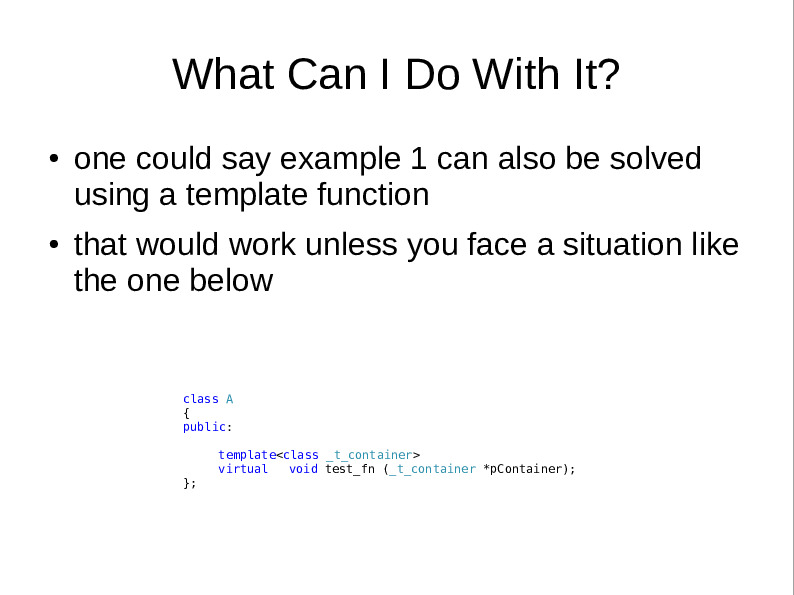 What Can I Do With It?
• one could say example 1 can also be solved
using a template function
• that would work unless you face a situation like
the one below
class A
{
public:
template<class _t_container>
virtual void test_fn (_t_container *pContainer);
};